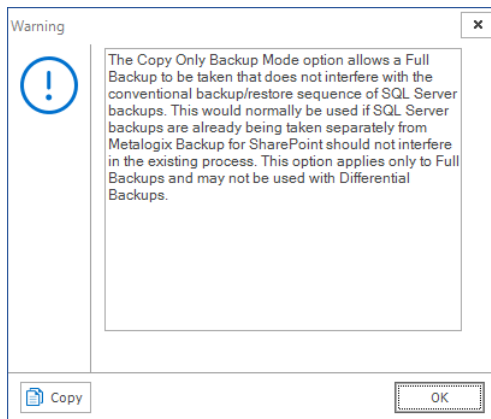 Warning
The Copy Only Backup Mode option allows a Full
Backup to be taken that does not interfere with the
conventional backup/restore sequence of SQL Server
backups. This would normally be used if SQL Server
backups are already being taken separately from
Metalogix Backup for SharePoint should not interfere
in the existing process. This option applies only to Full
Backups and may not be used with Differential
Backups.
Copy
OK